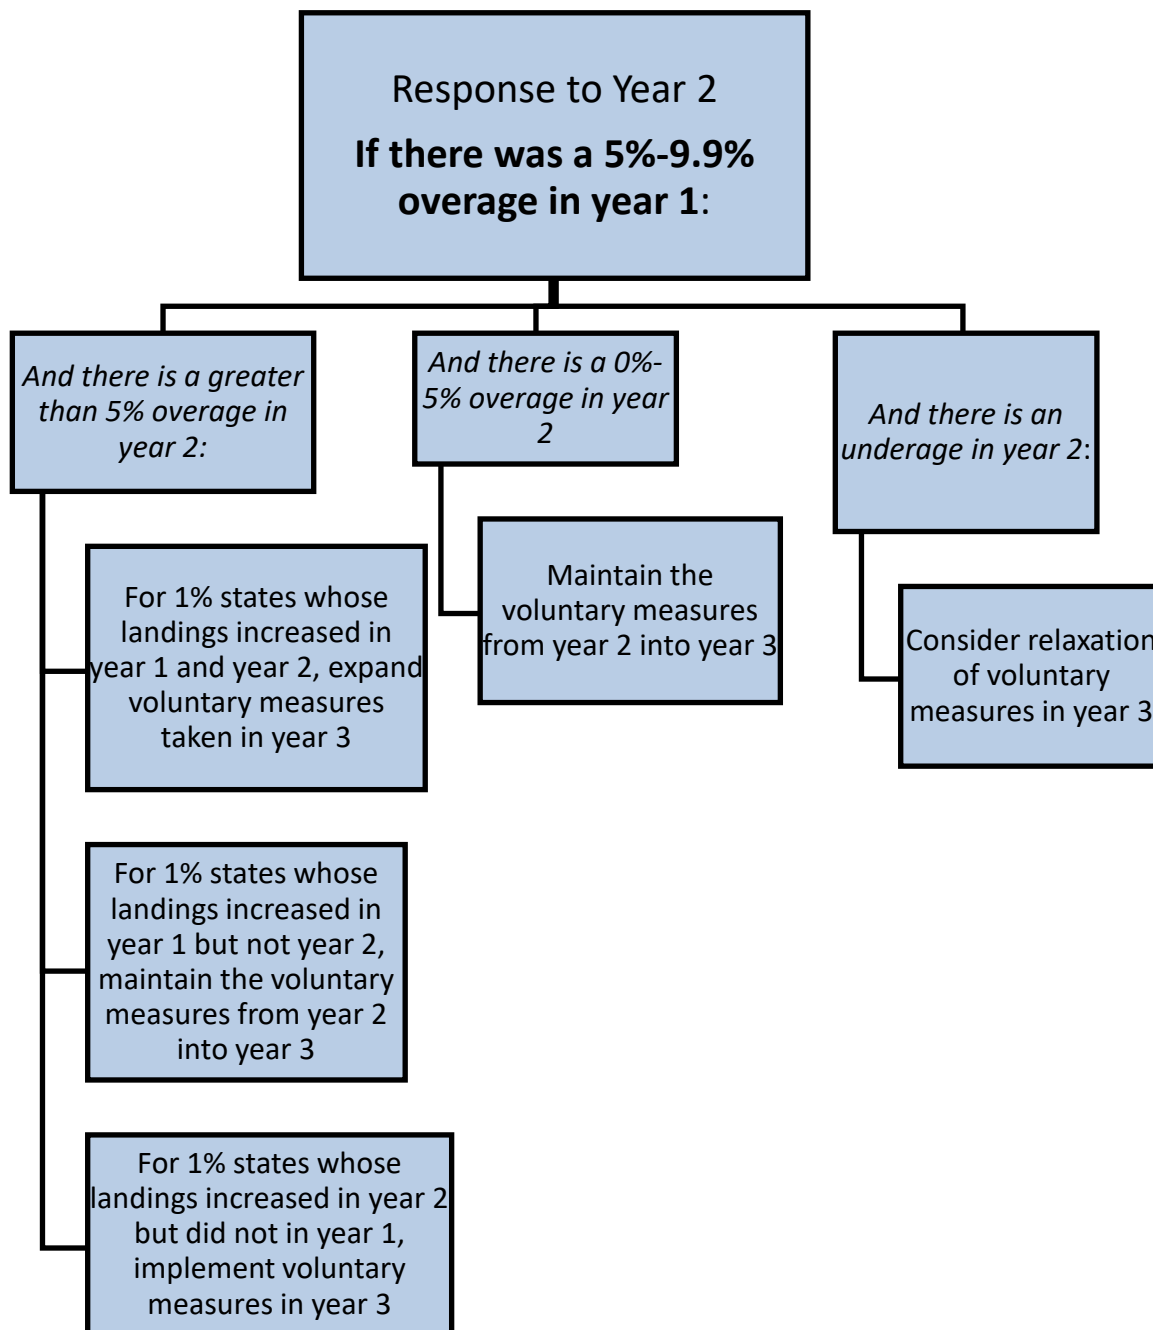 Response to Year 2
If there was a 5%-9.9%
overage in year 1:
And there is a greater
than 5% overage in
year 2:
For 1% states whose
landings increased in
year 1 and year 2, expand
voluntary measures
taken in year 3
For 1% states whose
landings increased in
year 1 but not year 2,
maintain the voluntary
measures from year 2
into year 3
For 1% states whose
landings increased in year 2
but did not in year 1,
implement voluntary
measures in year 3
And there is a 0%-
5% overage in year
2
Maintain the
voluntary measures
from year 2 into year 3
And there is an
underage in year 2:
Consider relaxation
of voluntary
measures in year 3